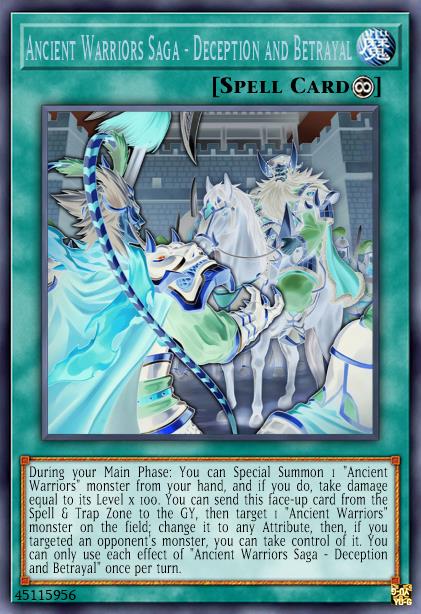 Ancient Warriors Saga - Deception and Betrayal
魔
[Spell Card♾]
During your Main Phase: You can Special Summon 1 "Ancient
Warriors" monster from your hand, and if you do, take damage
equal to its Level x 100. You can send this face-up card from the
Spell & Trap Zone to the GY, then target 1 "Ancient Warriors"
monster on the field; change it to any Attribute, then, if you
targeted an opponent's monster, you can take control of it. You
can only use each effect of "Ancient Warriors Saga - Deception
and Betrayal" once per turn.
45115956